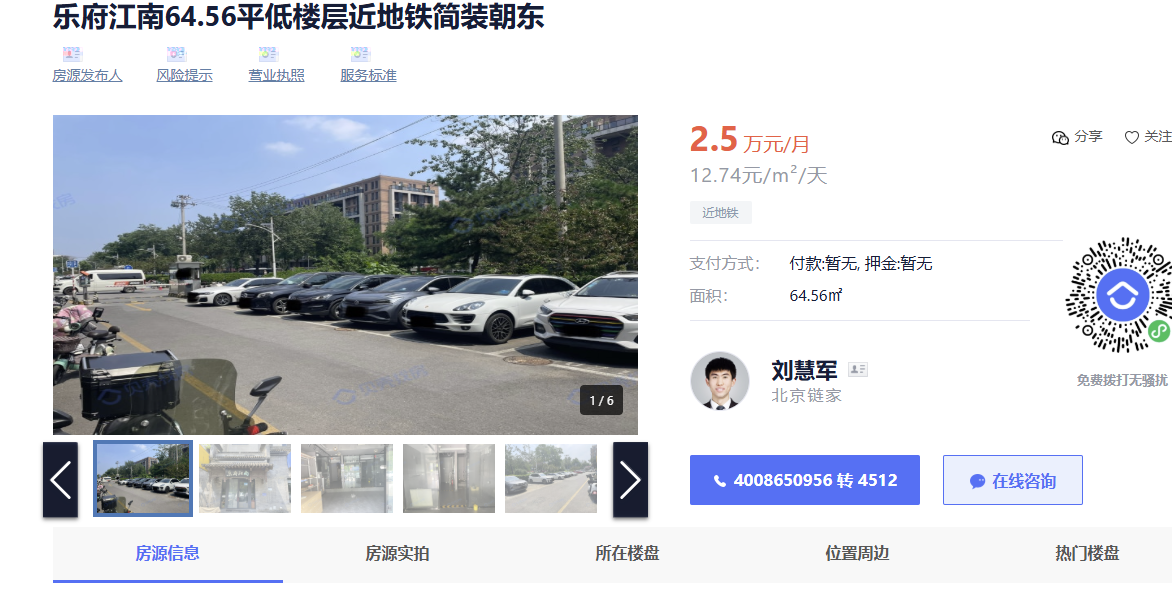 乐府江南64.56平低楼层近地铁简装朝东
房源发布人
风险提示
营业执照
服务标准
2.5 万元/月
分享
关注
12.74元/m²/天
近地铁
支付方式： 付款:暂无, 押金:暂无
面积： 64.56㎡
刘慧军
北京链家
免费拨打无骚扰
1 / 6
4008650956 转 4512
在线咨询
房源信息
房源实拍
所在楼盘
位置周边
热门楼盘